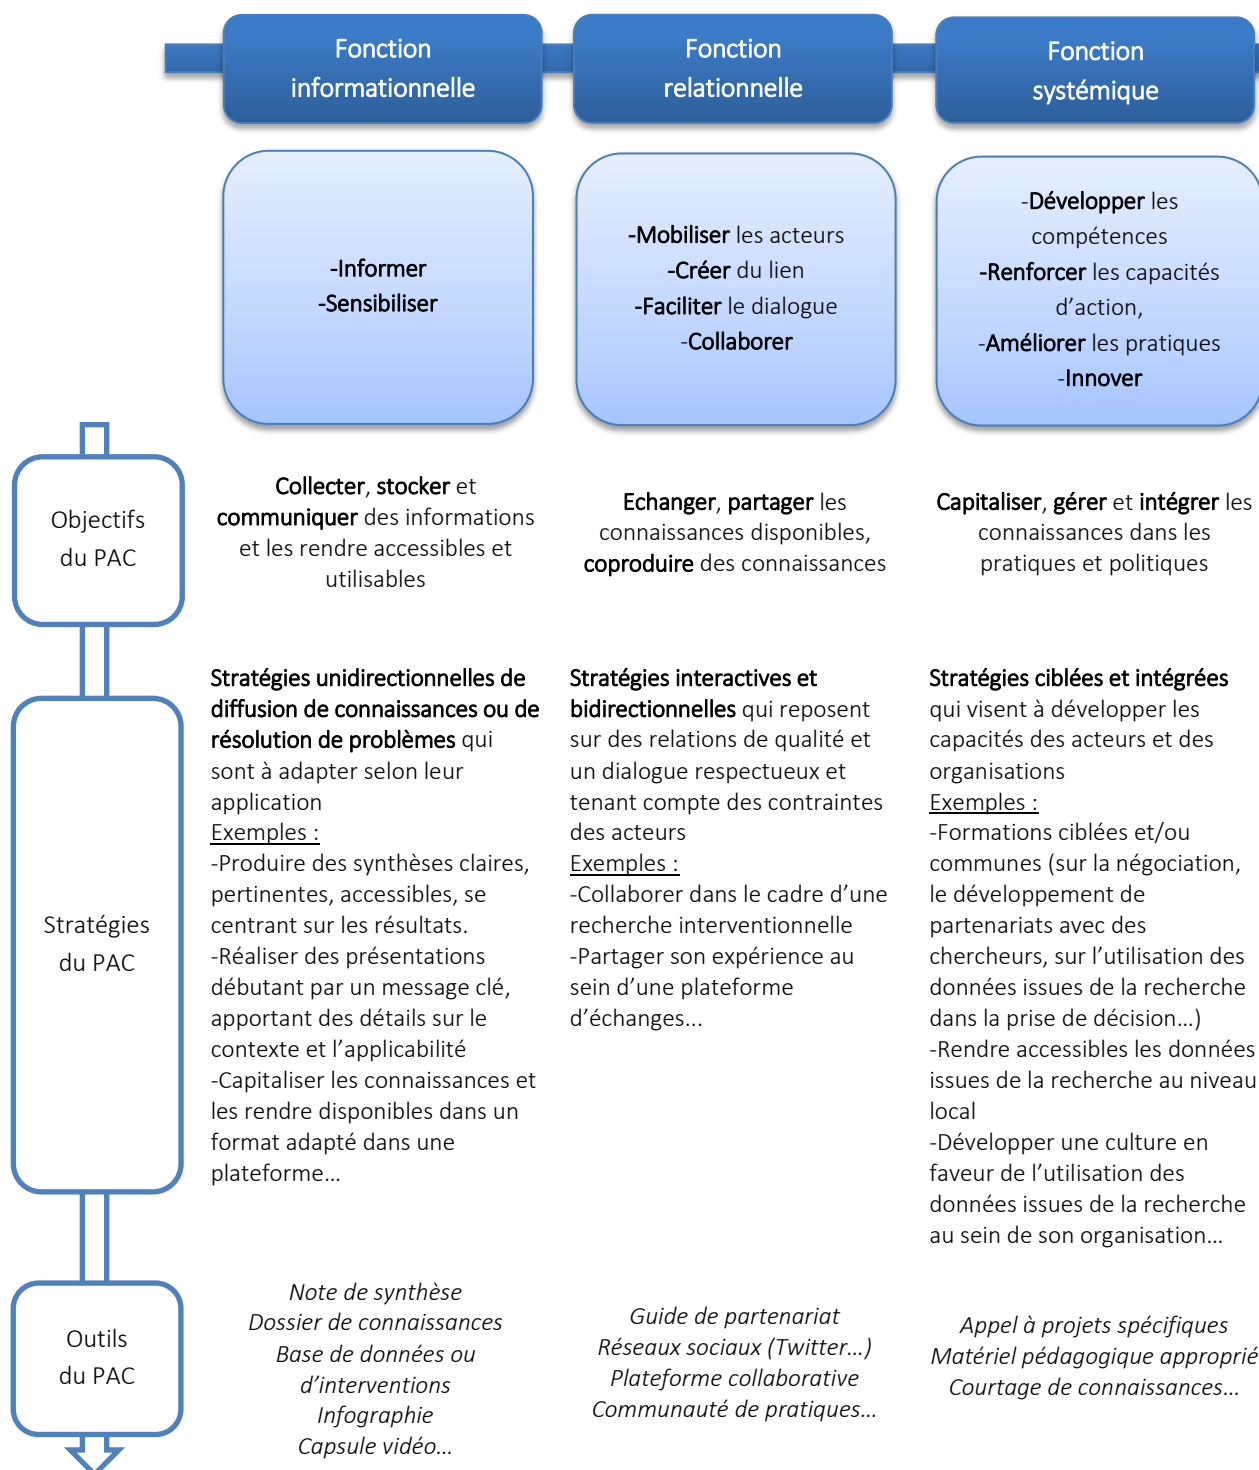 Fonction
informationnelle
Fonction
relationnelle
Fonction
systémique
-Informer
-Sensibiliser
-Mobiliser les acteurs
-Créer du lien
-Faciliter le dialogue
-Collaborer
-Développer les
compétences
-Renforcer les capacités
d’action,
-Améliorer les pratiques
-Innover
Objectifs
du PAC
Collecter, stocker et
communiquer des informations
et les rendre accessibles et
utilisables
Echanger, partager les
connaissances disponibles,
coproduire des connaissances
Capitaliser, gérer et intégrer les
connaissances dans les
pratiques et politiques
Stratégies
du PAC
Stratégies unidirectionnelles de
diffusion de connaissances ou de
résolution de problèmes qui
sont à adapter selon leur
application
Exemples :
-Produire des synthèses claires,
pertinentes, accessibles, se
centrant sur les résultats.
-Réaliser des présentations
débutant par un message clé,
apportant des détails sur le
contexte et l’applicabilité
-Capitaliser les connaissances et
les rendre disponibles dans un
format adapté dans une
plateforme…
Stratégies interactives et
bidirectionnelles qui reposent
sur des relations de qualité et
un dialogue respectueux et
tenant compte des contraintes
des acteurs
Exemples :
-Collaborer dans le cadre d’une
recherche interventionnelle
-Partager son expérience au
sein d’une plateforme
d’échanges...
Stratégies ciblées et intégrées
qui visent à développer les
capacités des acteurs et des
organisations
Exemples :
-Formations ciblées et/ou
communes (sur la négociation,
le développement de
partenariats avec des
chercheurs, sur l’utilisation des
données issues de la recherche
dans la prise de décision…)
-Rendre accessibles les données
issues de la recherche au niveau
local
-Développer une culture en
faveur de l’utilisation des
données issues de la recherche
au sein de son organisation…
Outils
du PAC
Note de synthèse
Dossier de connaissances
Base de données ou
d’interventions
Infographie
Capsule vidéo…
Guide de partenariat
Réseaux sociaux (Twitter…)
Plateforme collaborative
Communauté de pratiques…
Appel à projets spécifiques
Matériel pédagogique approprié
Courtage de connaissances…